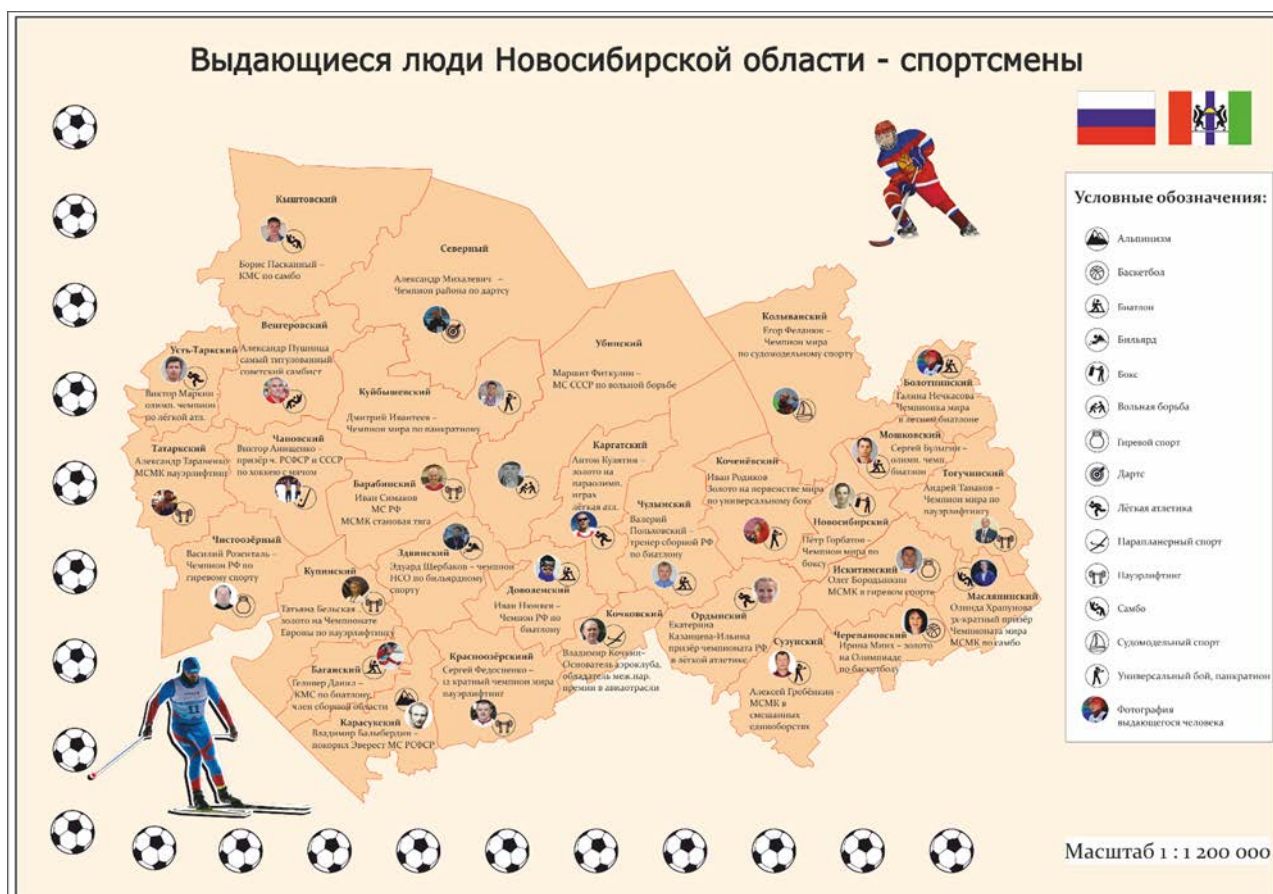 Выдающиеся люди Новосибирской области - спортсмены
Кыштовский
Борис Пасканный –
КМС по самбо
Северный
Александр Михалевич –
Чемпион района по дартсу
Венгеровский
Александр Пушница
самый титулованный
советский самбист
Усть-Таркский
Виктор Маркин
олимп. чемпион
по лёгкой атл.
Куйбышевский
Дмитрий Ивантеев –
Чемпион мира по панкратиону
Убинский
Маршит Фиткулин –
МС СССР по вольной борьбе
Колыванский
Егор Феланюк –
Чемпион мира
по судомодельному спорту
Болотнинский
Галина Нечкасова –
Чемпионка мира
в летнем биатлоне
Татарский
Александр Тараненко
МСМК пауэрлифтинг
Чановский
Виктор Анищенко –
призёр ч. РСФСР и СССР
по хоккею с мячом
Барабинский
Иван Симаков
МС РФ
МСМК становая тяга
Каргатский
Антон Кулятин –
золото на
параолимп.
играх
лёгкая атл.
Чулымский
Валерий
Польховский –
тренер сборной РФ
по биатлону
Коченёвский
Иван Родиков
Золото на первенстве мира
по универсальному бою
Мошковский
Сергей Булыгин –
олимп. чемп.
биатлон
Тогучинский
Андрей Тапаков –
Чемпион мира по
пауэрлифтингу
Новосибирский
Пётр Горбатов –
Чемпион мира по
боксу
Чистоозёрный
Василий Розенталь –
Чемпион РФ по
гиревому спорту
Купинский
Татьяна Бельская –
золото на Чемпионате
Европы по пауэрлифтингу
Здвинский
Эдуард Щербаков – чемпион
НСО по бильярдному
спорту
Доволенский
Иван Нюняев –
Чемпион РФ по
биатлону
Кочковский
Владимир Кочкин–
Основатель аэроклуба,
обладатель меж.нар.
премии в авиаотрасли
Ордынский
Екатерина
Казанцева-Ильина
призёр чемпионата РФ
в лёгкой атлетике
Искитимский
Олег Бородынкин
МСМК в гиревом спорте
Маслянинский
Олинда Храпунова
3х-кратный призёр
Чемпионата мира
МСМК по самбо
Черепановский
Ирина Минх – золото
на Олимпиаде
по баскетболу
Сузунский
Алексей Гребёнкин –
МСМК в
смешанных
единоборствах
Баганский
Гелнвер Данил –
КМС по биатлону,
член сборной области
Краснозёрский
Сергей Федосиенко –
12 кратный чемпион мира
пауэрлифтинг
Карасукский
Владимир Балыбердин –
покорил Эверест МС РСФСР
Условные обозначения:
Альпинизм
Баскетбол
Биатлон
Бильярд
Бокс
Вольная борьба
Гиревой спорт
Дартс
Лёгкая атлетика
Парапланерный спорт
Пауэрлифтинг
Самбо
Судомодельный спорт
Универсальный бой, панкратион
Фотография
выдающегося человека
Масштаб 1 : 1 200 000